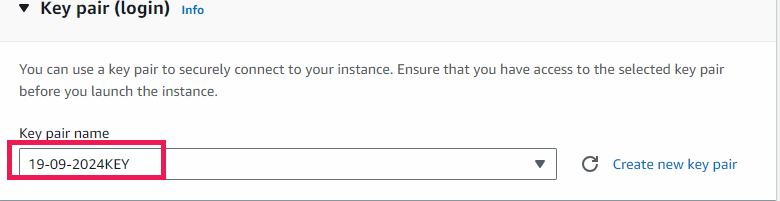 Key pair (login) Info
You can use a key pair to securely connect to your instance. Ensure that you have access to the selected key pair
before you launch the instance.
Key pair name
19-09-2024KEY
Create new key pair